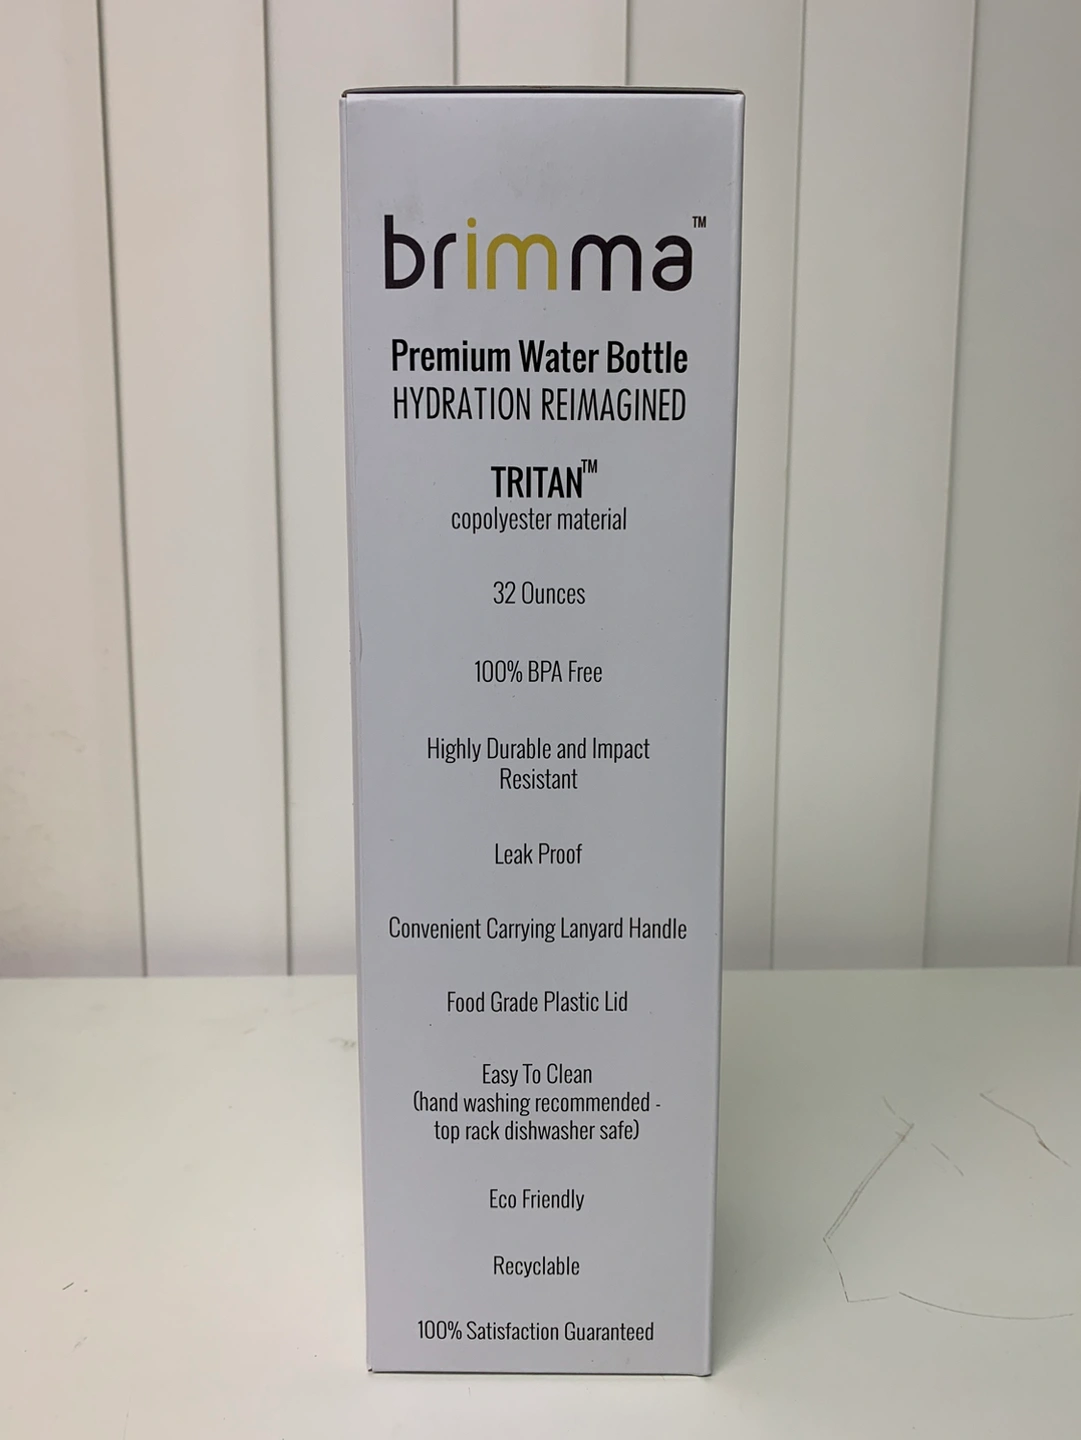 brimma™
Premium Water Bottle
HYDRATION REIMAGINED
TRITAN™
copolyester material
32 Ounces
100% BPA Free
Highly Durable and Impact
Resistant
Leak Proof
Convenient Carrying Lanyard Handle
Food Grade Plastic Lid
Easy To Clean
(hand washing recommended -
top rack dishwasher safe)
Eco Friendly
Recyclable
100% Satisfaction Guaranteed